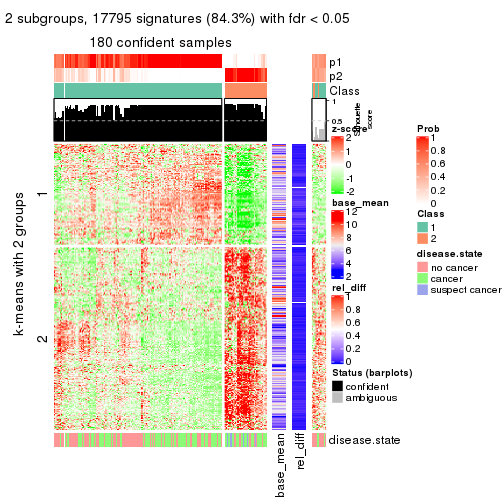 2 subgroups, 17795 signatures (84.3%) with fdr < 0.05
180 confident samples
p1
p2
Class
1
0.5
0
Silhouette
score
k-means with 2 groups
1
2
disease.state
base_mean
rel_diff
z-score
2
1
0
-1
-2
base_mean
12
10
8
6
4
2
rel_diff
1
0.8
0.6
0.4
0.2
0
Status (barplots)
confident
ambiguous
Prob
1
0.8
0.6
0.4
0.2
0
Class
1
2
disease.state
no cancer
cancer
suspect cancer